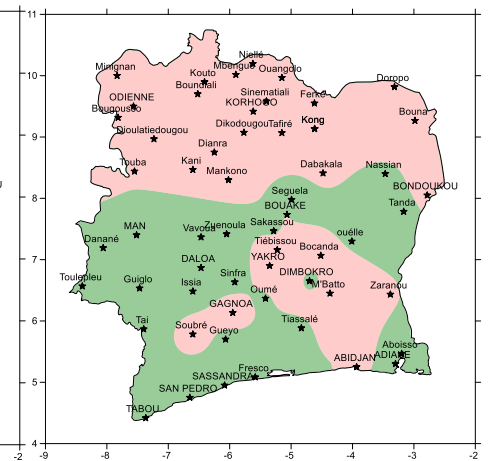 11
Niellé
Minignan Mbengué Ouangolo
10 Kouto Doropo
Boundiali Sinematiali
ODIENNE KORHOGO Ferké
Bougousso Dikodougou Tafiré Kong Bouna
9 Dioulatiedougou
Dianra
Touba Kani Dabakala Nassian
Mankono
BONDOUKOU
8 Seguela
Tanda
BOUAKE
MAN Vavoua Zuenoula Sakassou
Danané Tiébissou ouélle
7 Bocanda
DALOA YAKRO
Toulepleu Guiglo Issia Sinfra DIMBOKRO
M'Batto Zaranou
Oumé
6 GAGNOA
Tai Soubré Gueyo Tiassalé
Aboisso
ABIDJAN ADIAKE
5 Fresco
SASSANDRA
SAN PEDRO
TABOU
4
-2 -9 -8 -7 -6 -5 -4 -3 -2